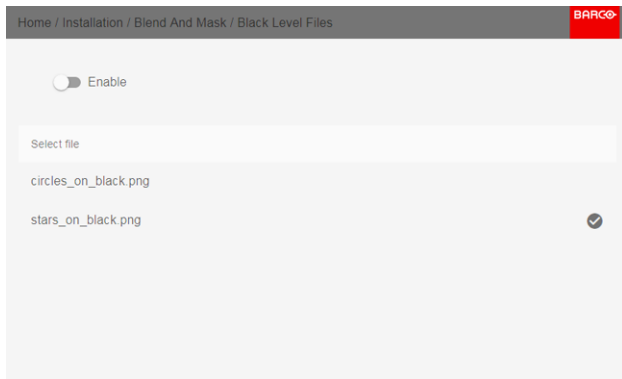 Home / Installation / Blend And Mask / Black Level Files
BARCO
Enable
Select file
circles_on_black.png
stars_on_black.png